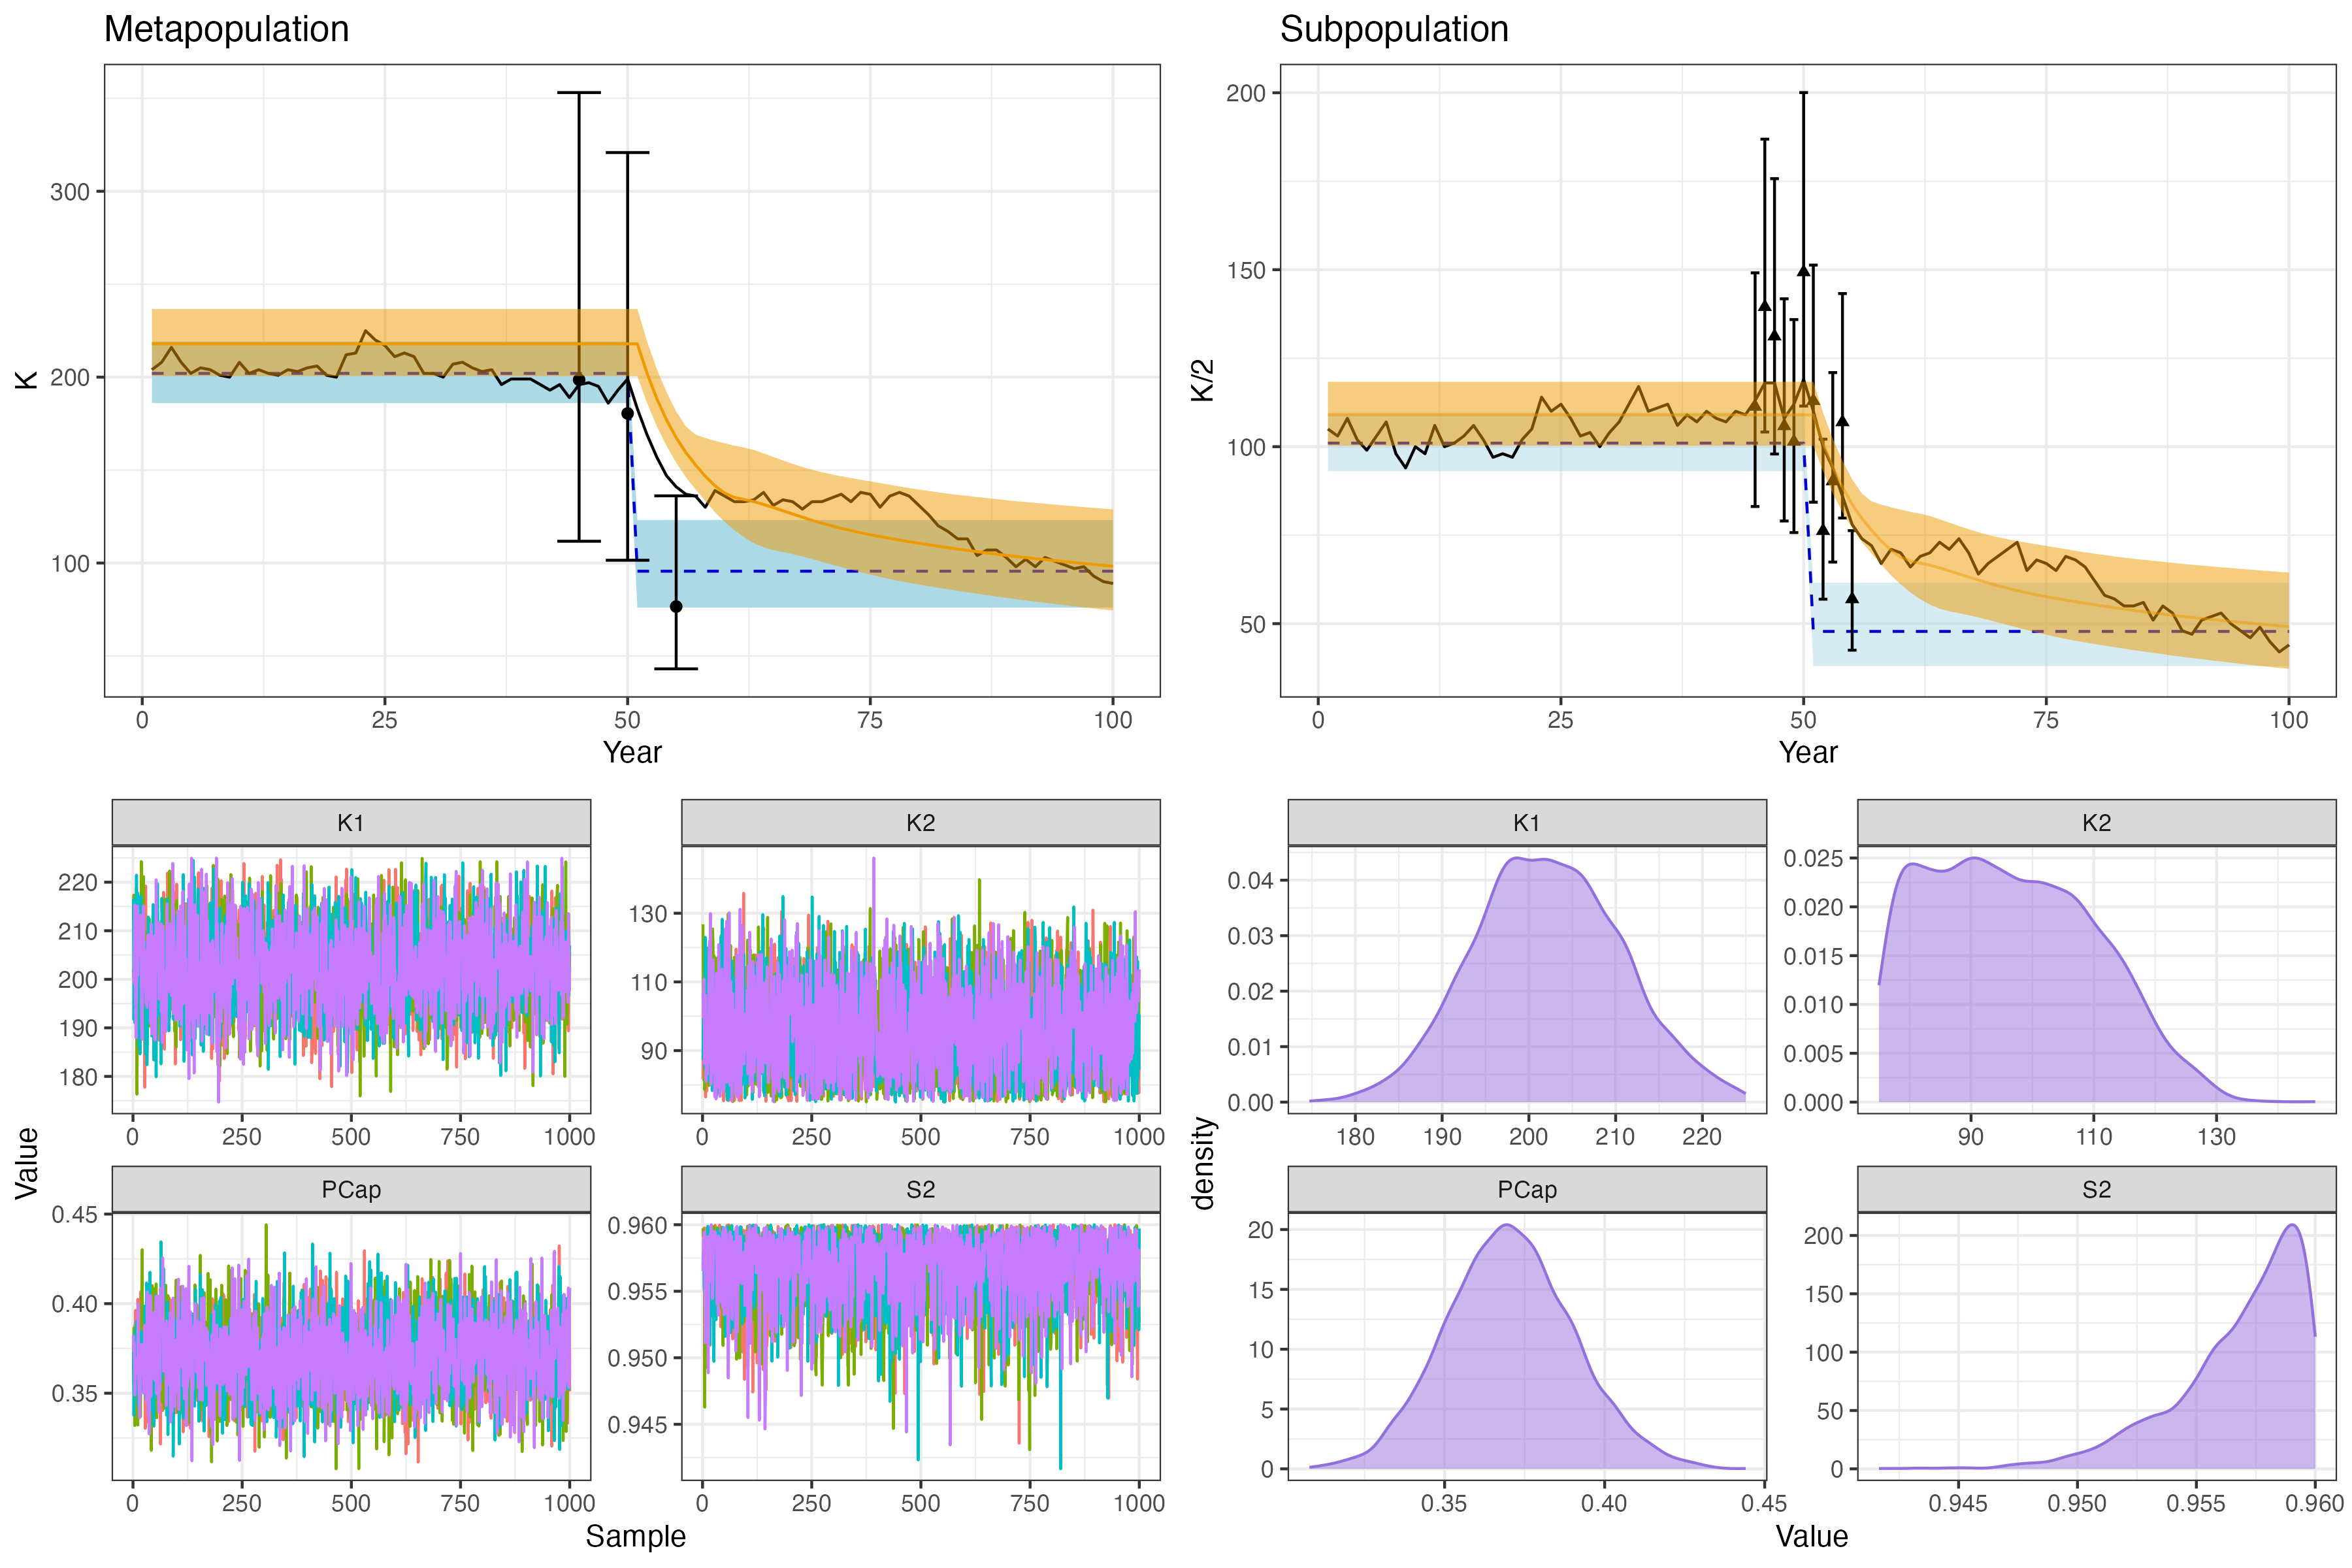 Metapopulation
K
300
200
100
0 25 50 75 100
Year
Subpopulation
K/2
200
150
100
50
0 25 50 75 100
Year
Value
K1
220
210
200
190
180
0 250 500 750 1000
K2
130
110
90
0 250 500 750 1000
PCap
0.45
0.40
0.35
0 250 500 750 1000
S2
0.960
0.955
0.950
0.945
0 250 500 750 1000
Sample
density
K1
0.04
0.03
0.02
0.01
0.00
180 190 200 210 220
K2
0.025
0.020
0.015
0.010
0.005
0.000
90 110 130
PCap
20
15
10
5
0
0.35 0.40 0.45
S2
200
150
100
50
0
0.945 0.950 0.955 0.960
Value